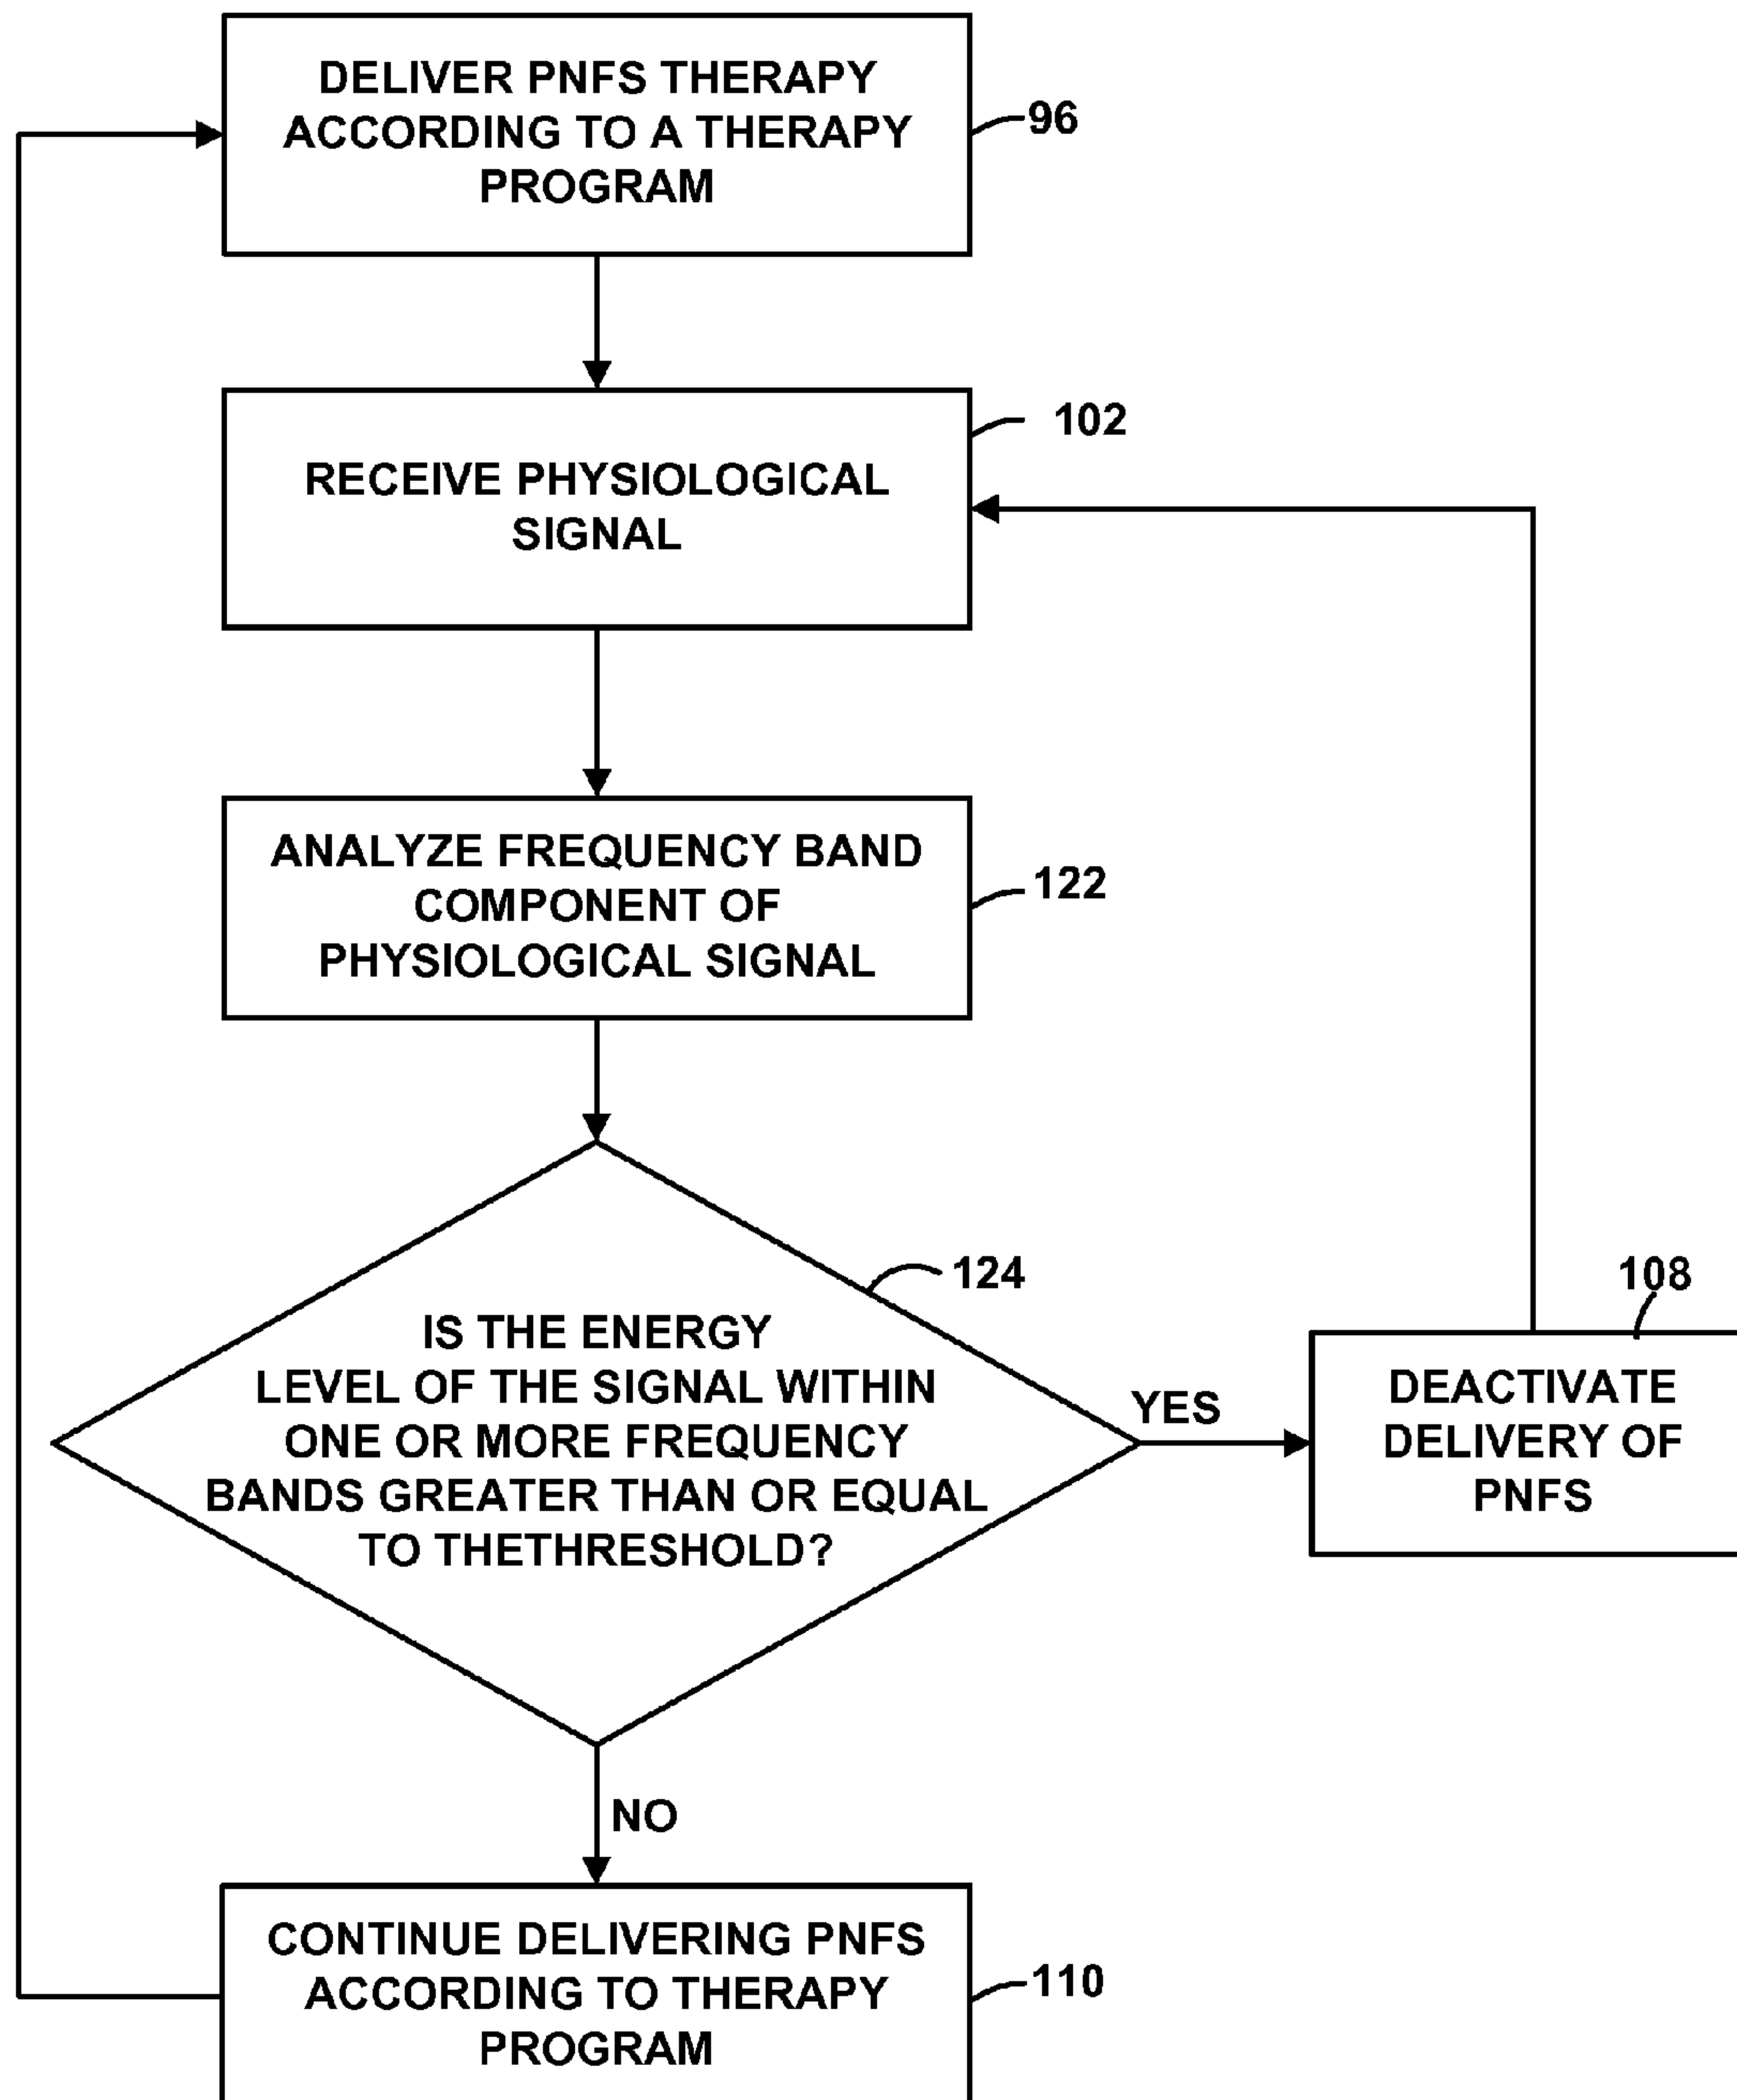 DELIVER PNFS THERAPY
ACCORDING TO A THERAPY
PROGRAM
96
102
RECEIVE PHYSIOLOGICAL
SIGNAL
ANALYZE FREQUENCY BAND
COMPONENT OF
PHYSIOLOGICAL SIGNAL
122
124
IS THE ENERGY
LEVEL OF THE SIGNAL WITHIN
ONE OR MORE FREQUENCY
BANDS GREATER THAN OR EQUAL
TO THETHRESHOLD?
YES
108
DEACTIVATE
DELIVERY OF
PNFS
NO
CONTINUE DELIVERING PNFS
ACCORDING TO THERAPY
PROGRAM
110